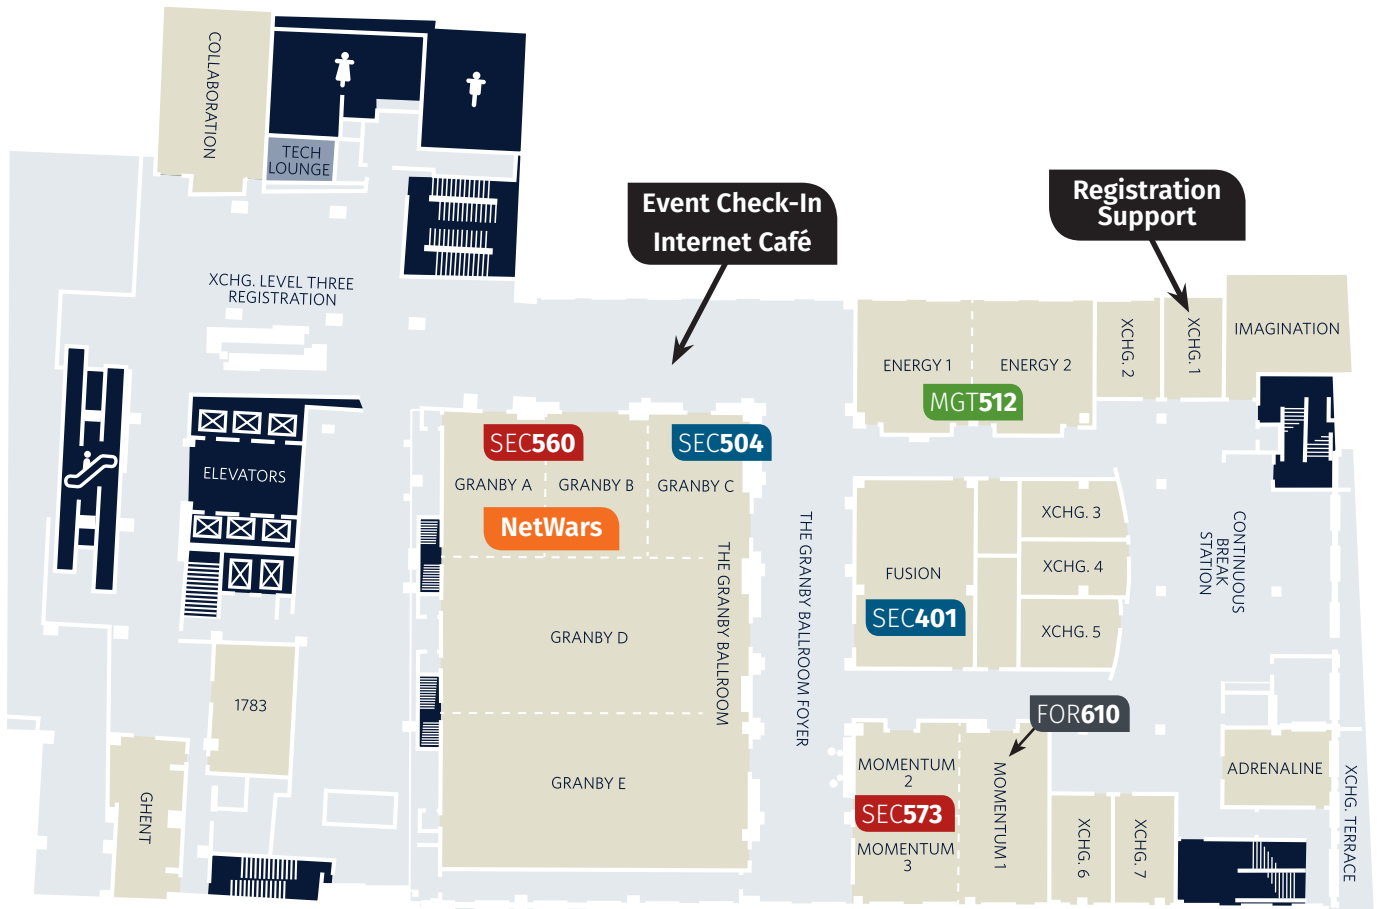 COLLABORATION
TECH
LOUNGE
Event Check-In
Internet Café
Registration
Support
XCHG. LEVEL THREE
REGISTRATION
ENERGY 1
ENERGY 2
XCHG. 2
XCHG. 1
IMAGINATION
MGT512
SEC560
SEC504
ELEVATORS
GRANBY A
GRANBY B
GRANBY C
NetWars
THE GRANBY BALLROOM
THE GRANBY BALLROOM FOYER
XCHG. 3
XCHG. 4
XCHG. 5
FUSION
SEC401
CONTINUOUS
BREAK
STATION
GRANBY D
1783
FOR610
MOMENTUM
2
SEC573
MOMENTUM
3
MOMENTUM 1
ADRENALINE
XCHG. TERRACE
GRANBY E
GHENT
XCHG. 6
XCHG. 7